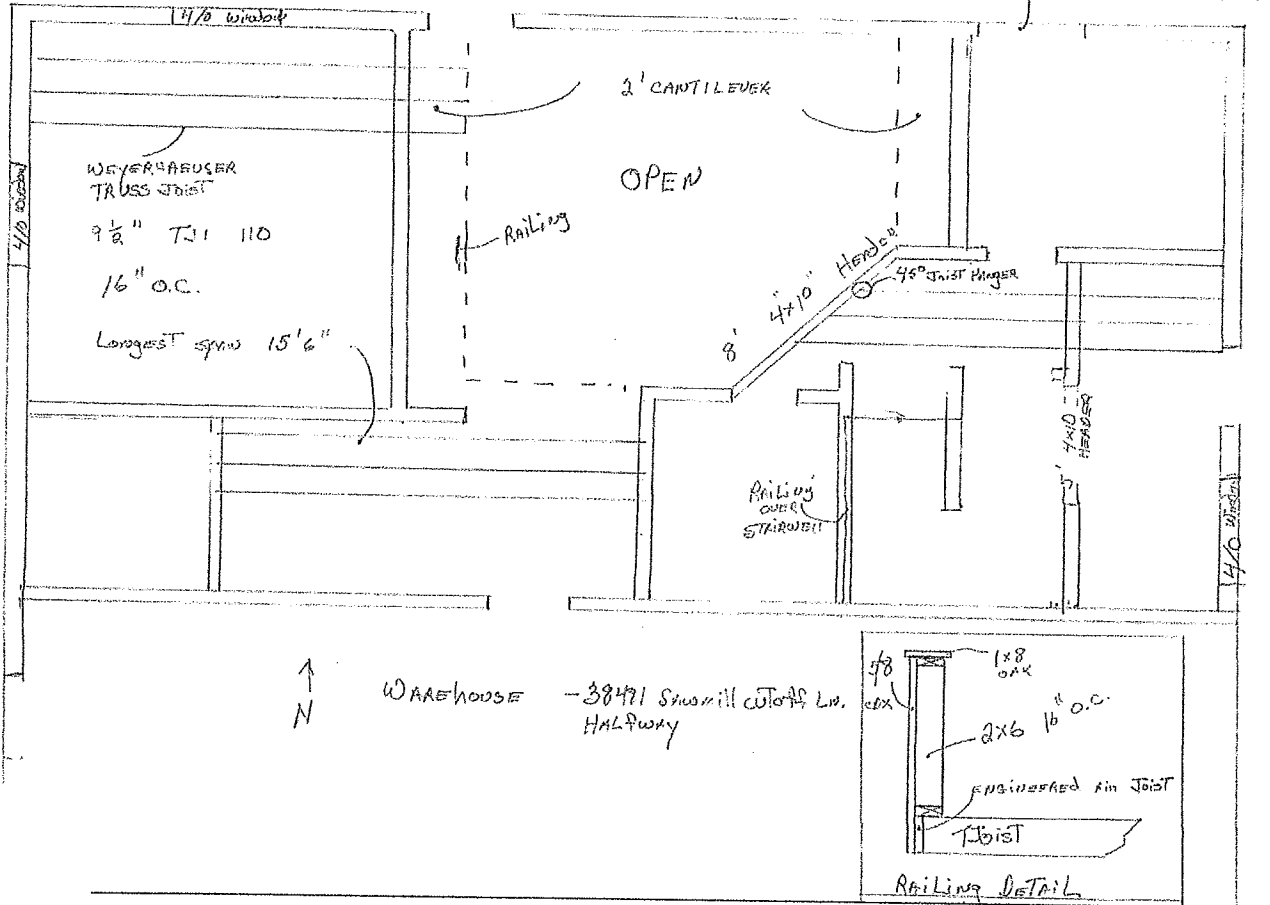 4/0 Window
2' CANTILEVER
WEYERHAEUSER
TRUSS JOIST
9 1/2" TJI 110
16" O.C.
Longest span 15'6"
4/0 Window
OPEN
RAILING
8' 4x10" Header
45° Joist Hanger
4x10
HEADER
RAILING
OVER
STAIRWELL
4/0 Window
N
WAREHOUSE - 38491 Sawmill cutoff Ln.
HALFWAY
5/8
CDX
1x8
OAK
2x6 16" O.C.
ENGINEERED rim JOIST
TJoist
RAILING DETAIL